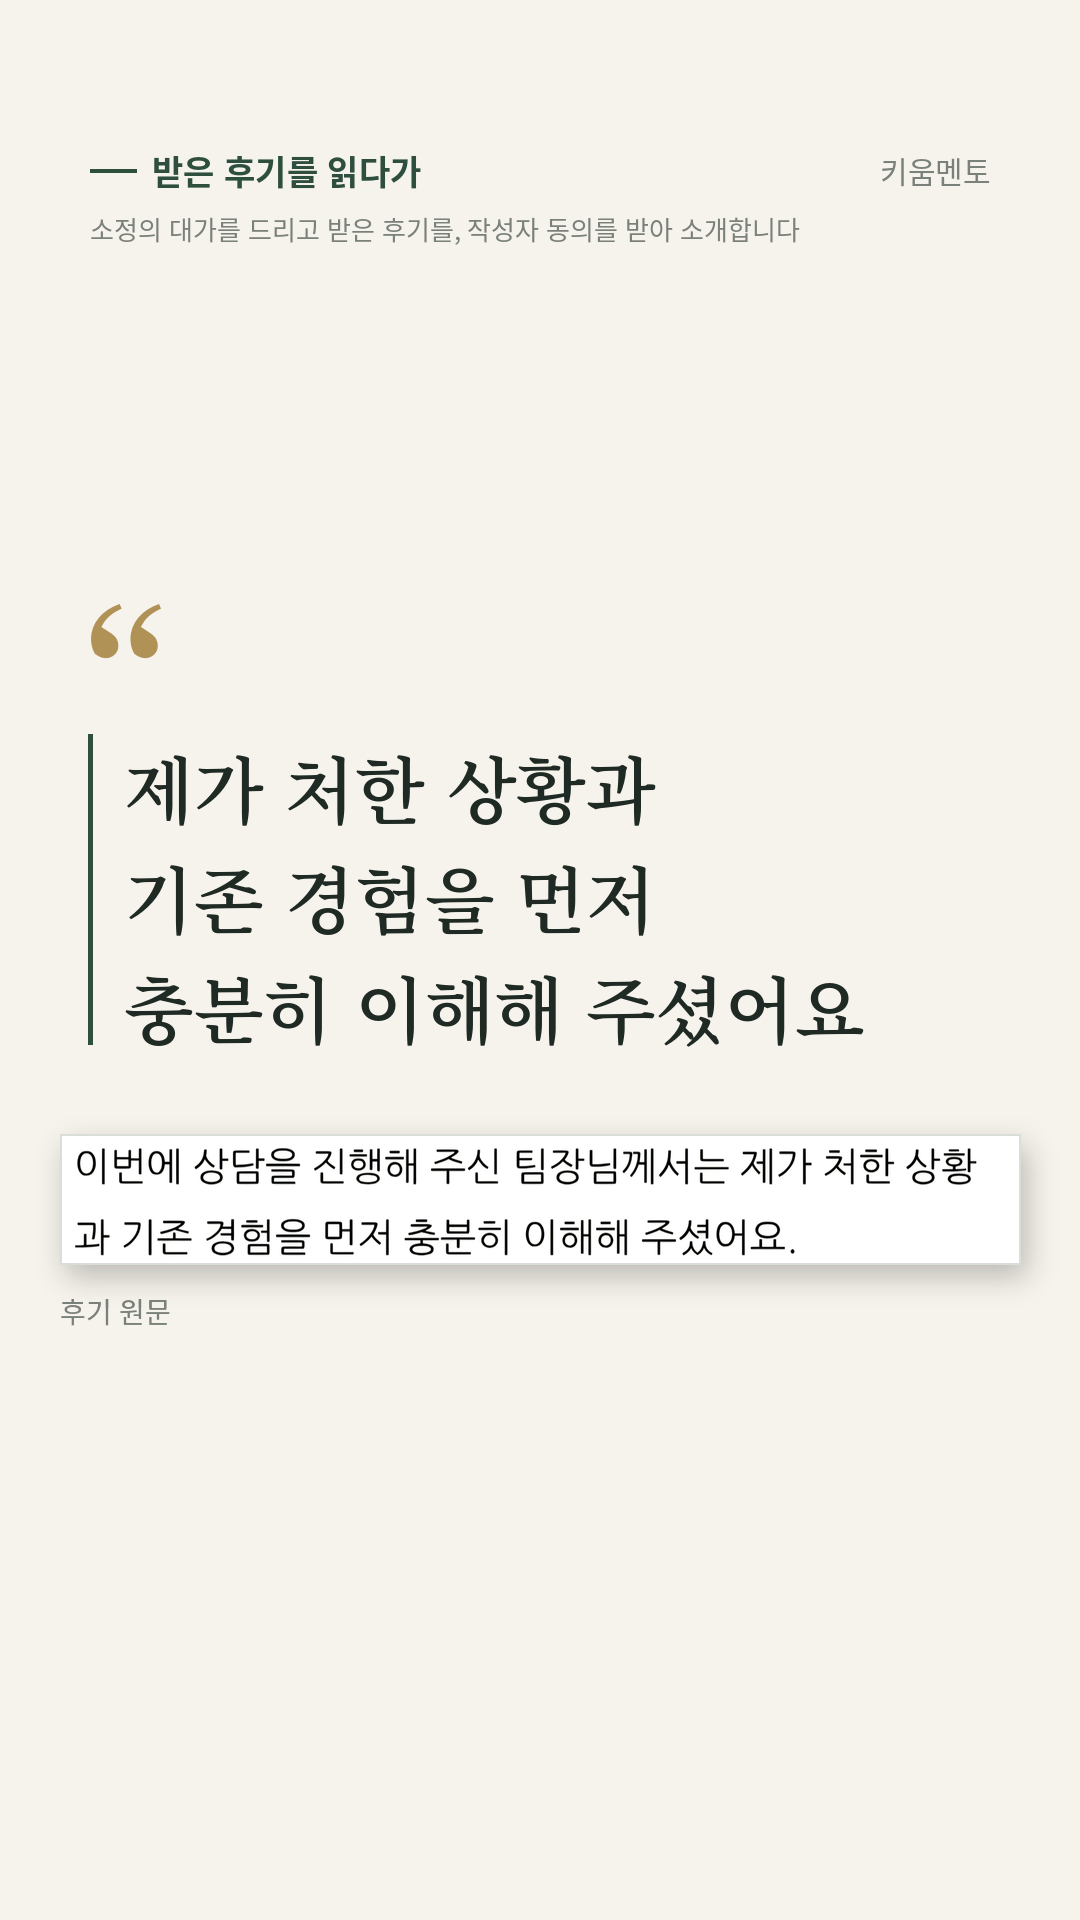 받은 후기를 읽다가
키움멘토
소정의 대가를 드리고 받은 후기를, 작성자 동의를 받아 소개합니다
“
제가 처한 상황과
기존 경험을 먼저
충분히 이해해 주셨어요
이번에 상담을 진행해 주신 팀장님께서는 제가 처한 상황
과 기존 경험을 먼저 충분히 이해해 주셨어요.
후기 원문